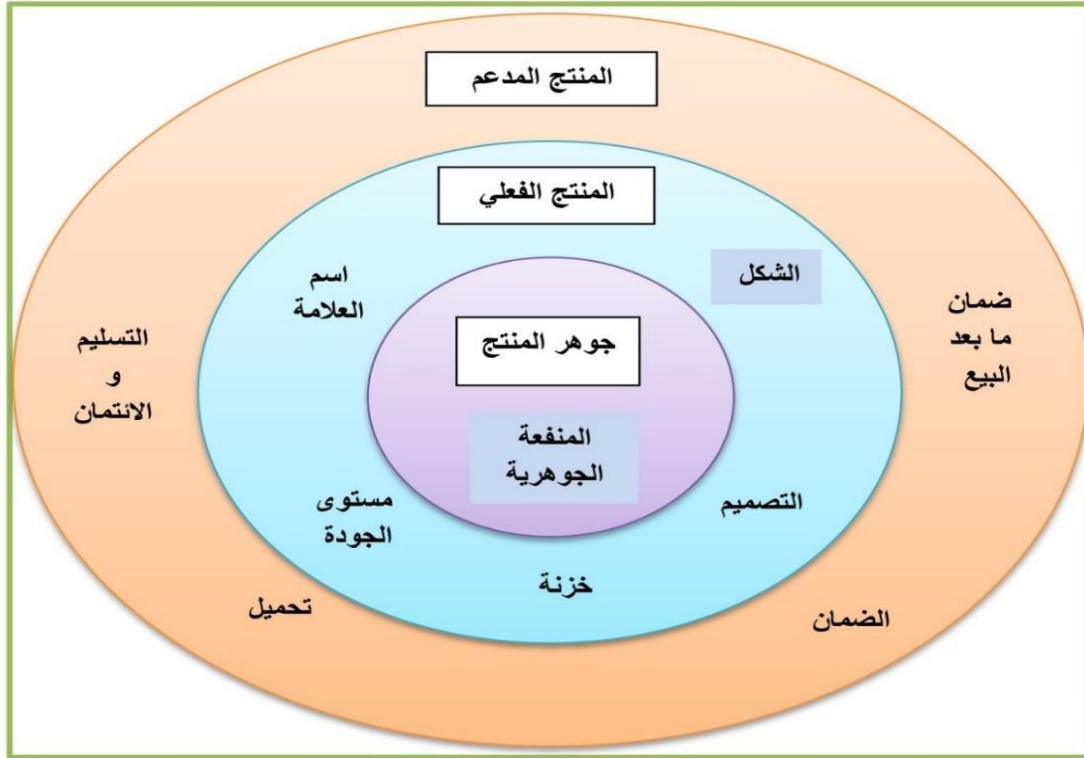 المنتج المدعم
المنتج الفعلي
الشكل
اسم
العلامة
ضمان
ما بعد
البيع
جوهر المنتج
التسليم
و
الائتمان
المنفعة
الجوهرية
التصميم
مستوى
الجودة
خزنة
تحميل
الضمان